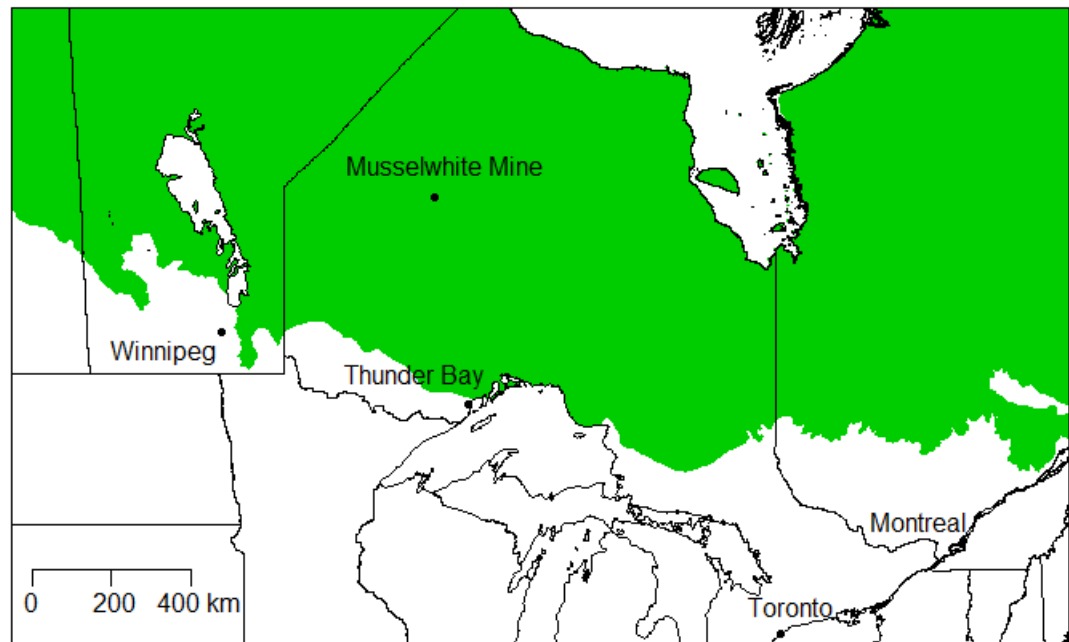 Musselwhite Mine
Winnipeg
Thunder Bay
Montreal
0 200 400 km
Toronto